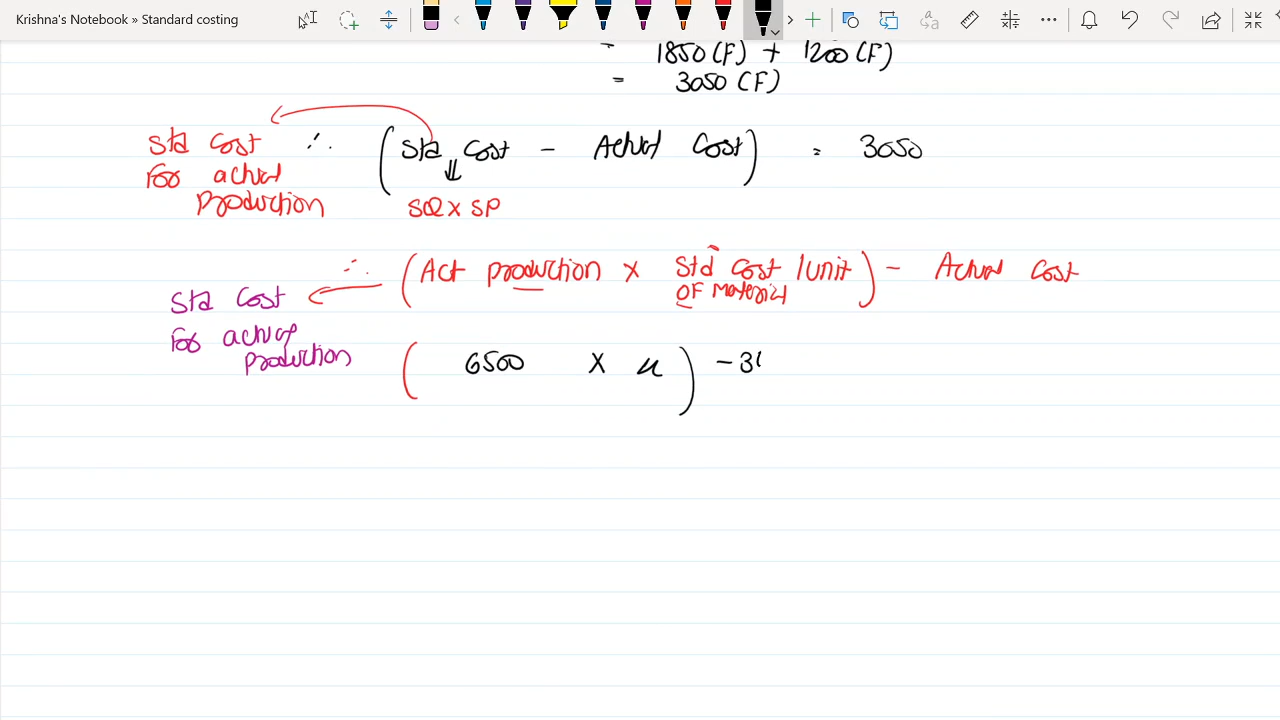 Krishna's Notebook » Standard costing
= 1850 (F) + 1200 (F)
= 3050 (F)
Std Cost
For actual
Production
∴ (Std Cost - Actual Cost) = 3050
SQ x SP
∴ (Act production x Std Cost /unit) - Actual Cost
OF Material
Std Cost
For actual
production
( 6500 x u ) - 3